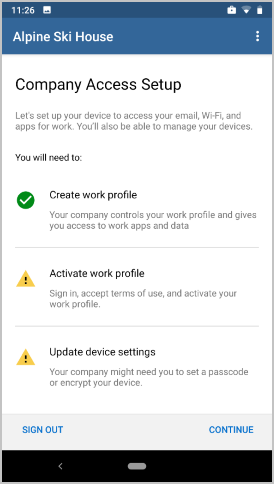 11:26
Alpine Ski House
Company Access Setup
Let's set up your device to access your email, Wi-Fi, and
apps for work. You'll also be able to manage your devices.
You will need to:
Create work profile
Your company controls your work profile and gives
you access to work apps and data
Activate work profile
Sign in, accept terms of use, and activate your
work profile.
Update device settings
Your company might need you to set a passcode
or encrypt your device.
SIGN OUT
CONTINUE